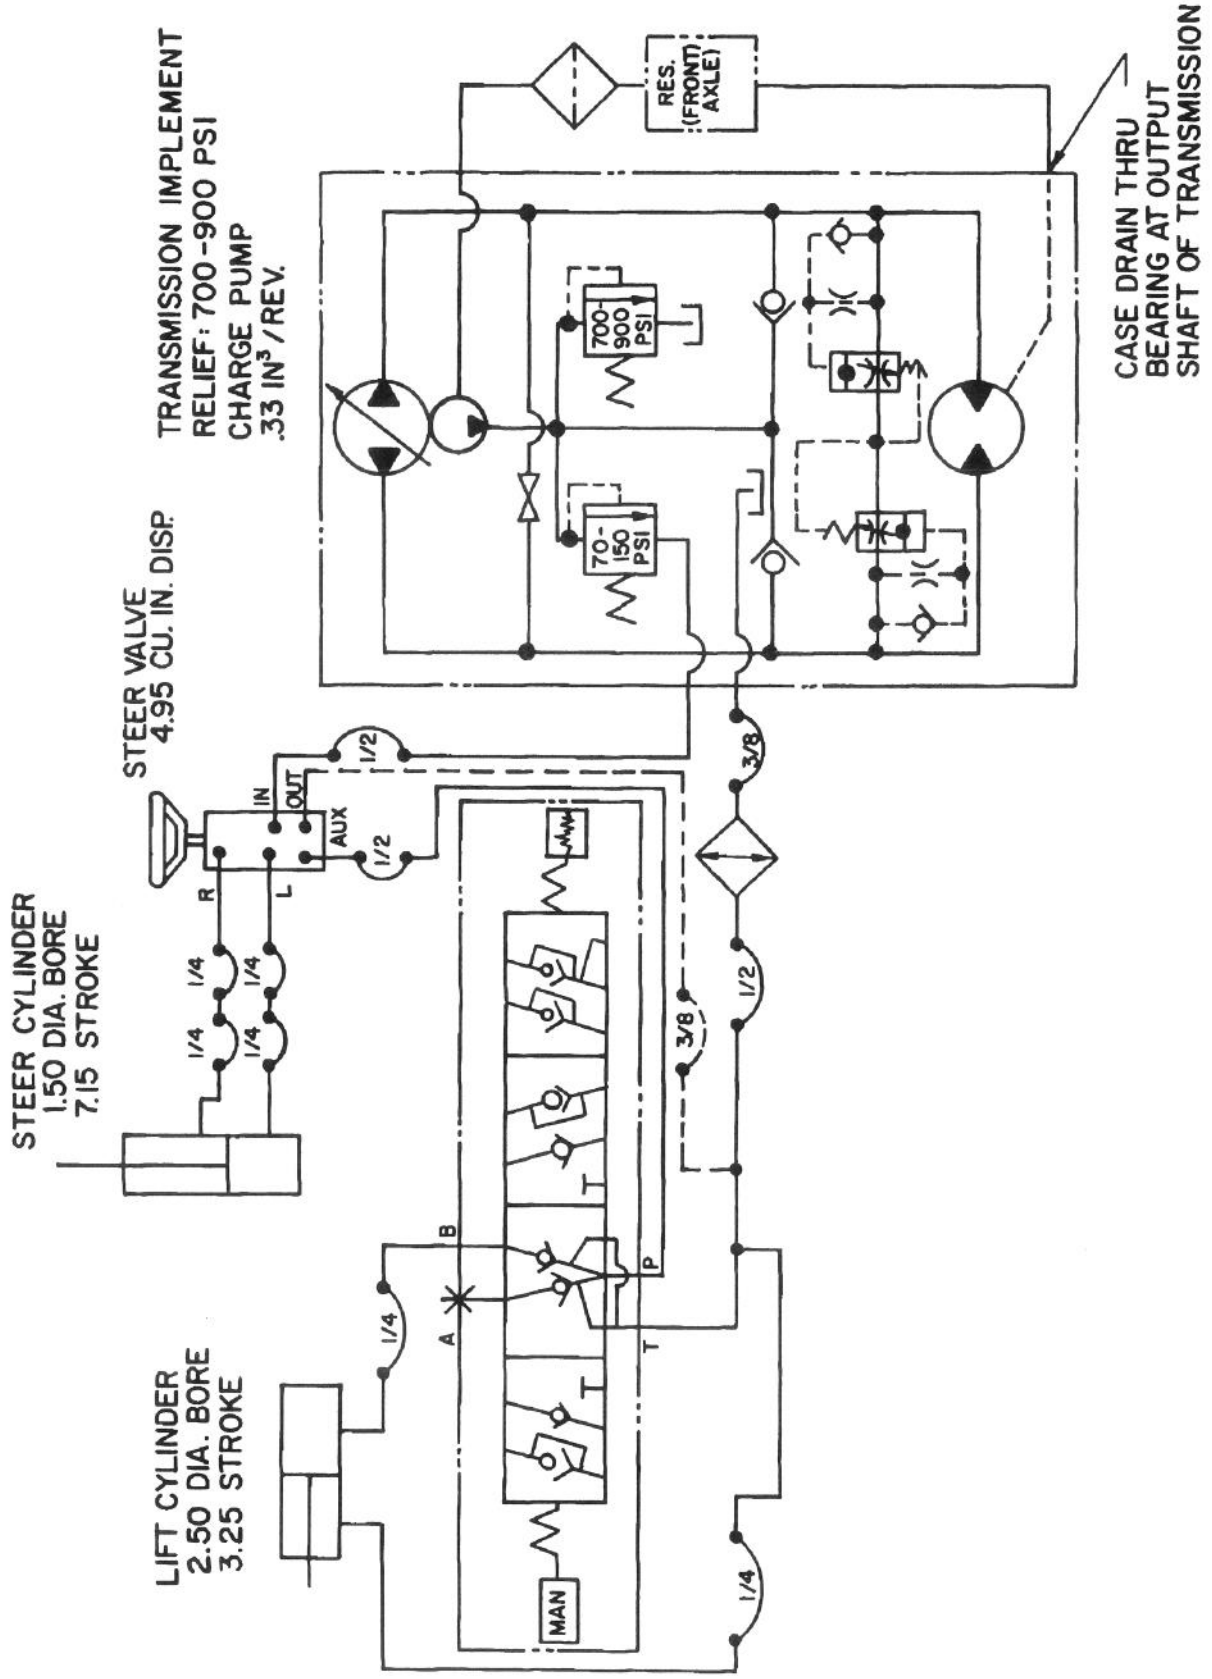 LIFT CYLINDER
2.50 DIA. BORE
3.25 STROKE
STEER CYLINDER
1.50 DIA. BORE
7.15 STROKE
STEER VALVE
4.95 CU. IN. DISP.
TRANSMISSION IMPLEMENT
RELIEF: 700-900 PSI
CHARGE PUMP
.33 IN³/REV.
R
L
IN
OUT
AUX
1/4
1/4
1/4
1/4
1/2
1/2
1/4
A
B
MAN
T
T
T
P
3/8
1/2
3/8
1/4
70-
150
PSI
700-
900
PSI
RES.
(FRONT)
AXLE)
CASE DRAIN THRU
BEARING AT OUTPUT
SHAFT OF TRANSMISSION